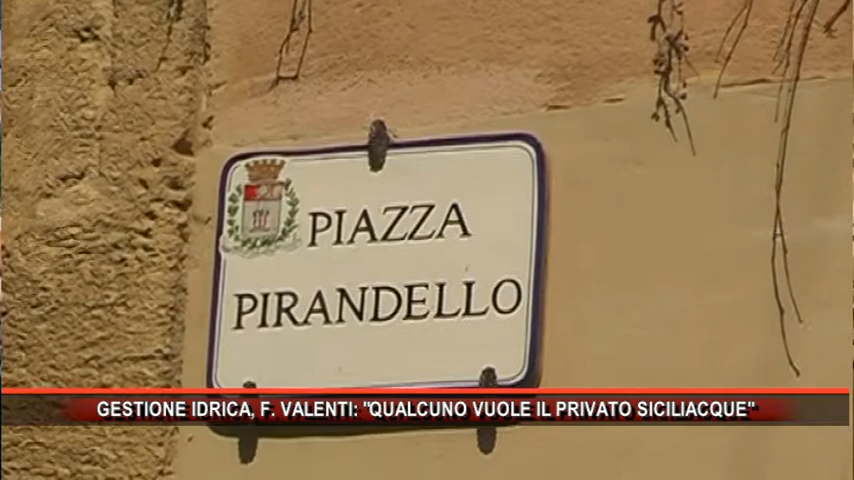 PIAZZA
PIRANDELLO
GESTIONE IDRICA, F. VALENTI: "QUALCUNO VUOLE IL PRIVATO SICILIACQUE"